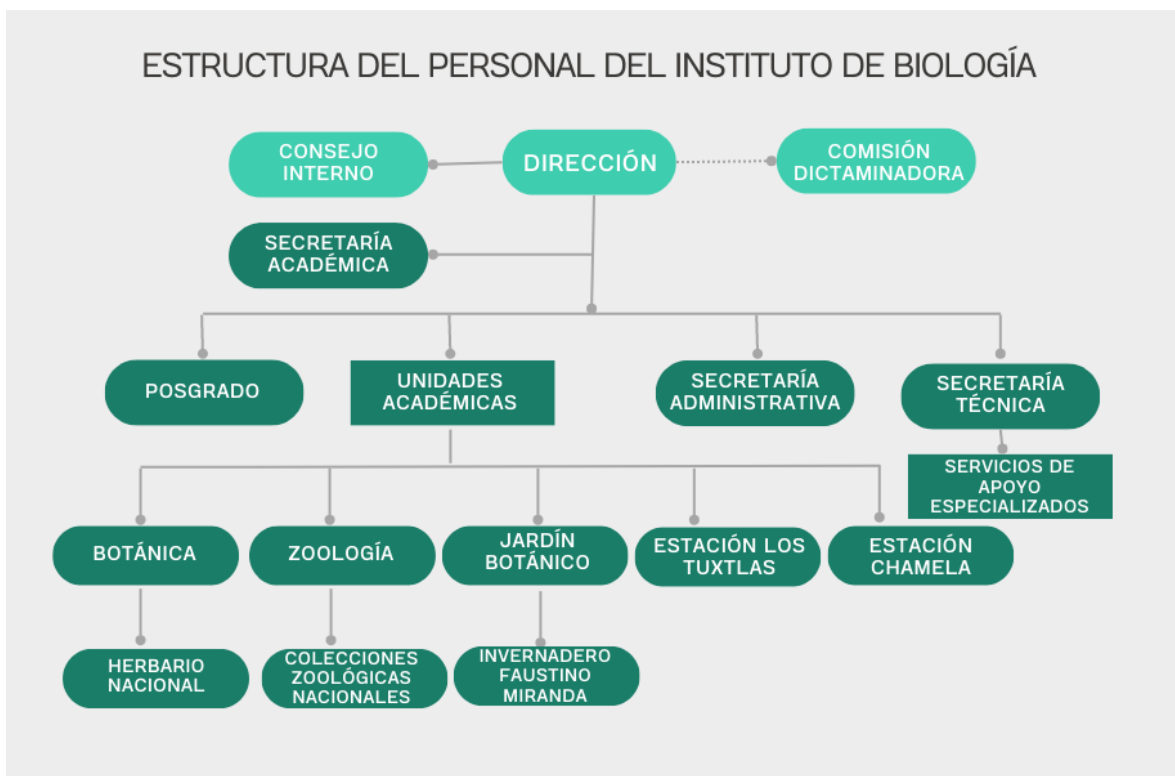 ESTRUCTURA DEL PERSONAL DEL INSTITUTO DE BIOLOGÍA
CONSEJO
INTERNO
DIRECCIÓN
COMISIÓN
DICTAMINADORA
SECRETARÍA
ACADÉMICA
POSGRADO
UNIDADES
ACADÉMICAS
SECRETARÍA
ADMINISTRATIVA
SECRETARÍA
TÉCNICA
SERVICIOS DE
APOYO
ESPECIALIZADOS
BOTÁNICA
ZOOLOGÍA
JARDÍN
BOTÁNICO
ESTACIÓN LOS
TUXTLAS
ESTACIÓN
CHAMELA
HERBARIO
NACIONAL
COLECCIONES
ZOOLÓGICAS
NACIONALES
INVERNADERO
FAUSTINO
MIRANDA